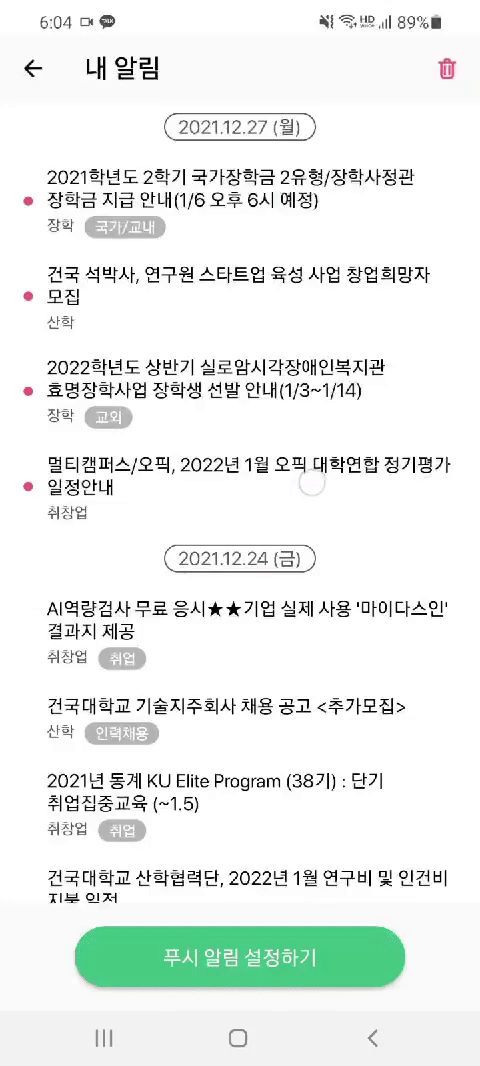 6:04 TALK HD VOICE 89%
내 알림
2021.12.27 (월)
2021학년도 2학기 국가장학금 2유형/장학사정관
장학금 지급 안내(1/6 오후 6시 예정)
장학 국가/교내
건국 석박사, 연구원 스타트업 육성 사업 창업희망자
모집
산학
2022학년도 상반기 실로암시각장애인복지관
효명장학사업 장학생 선발 안내(1/3~1/14)
장학 교외
멀티캠퍼스/오픽, 2022년 1월 오픽 대학연합 정기평가
일정안내
취창업
2021.12.24 (금)
AI역량검사 무료 응시★★기업 실제 사용 '마이다스인'
결과지 제공
취창업 취업
건국대학교 기술지주회사 채용 공고 <추가모집>
산학 인력채용
2021년 동계 KU Elite Program (38기) : 단기
취업집중교육 (~1.5)
취창업 취업
건국대학교 산학협력단, 2022년 1월 연구비 및 인건비
지불 일정
푸시 알림 설정하기